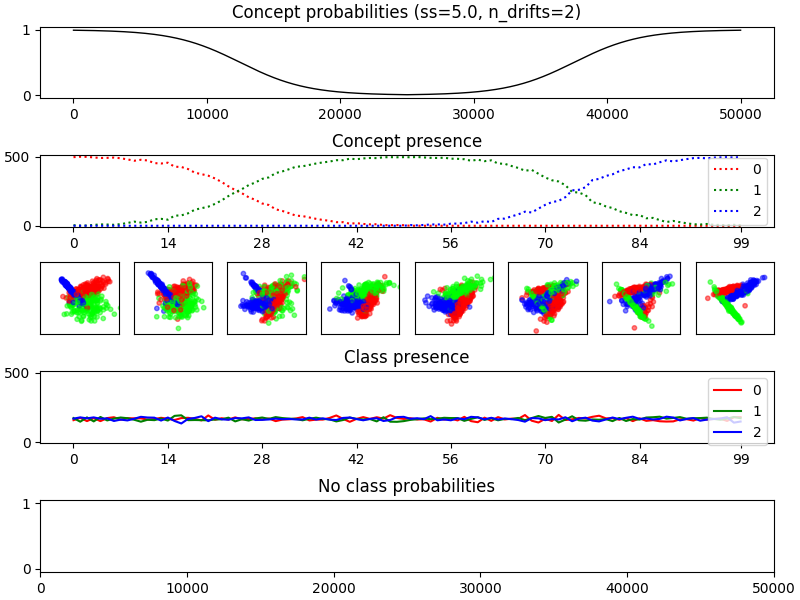 Concept probabilities (ss=5.0, n_drifts=2)
1
0
0 10000 20000 30000 40000 50000
Concept presence
500
0
0
1
2
0 14 28 42 56 70 84 99
Class presence
500
0
0
1
2
0 14 28 42 56 70 84 99
No class probabilities
1
0
0 10000 20000 30000 40000 50000